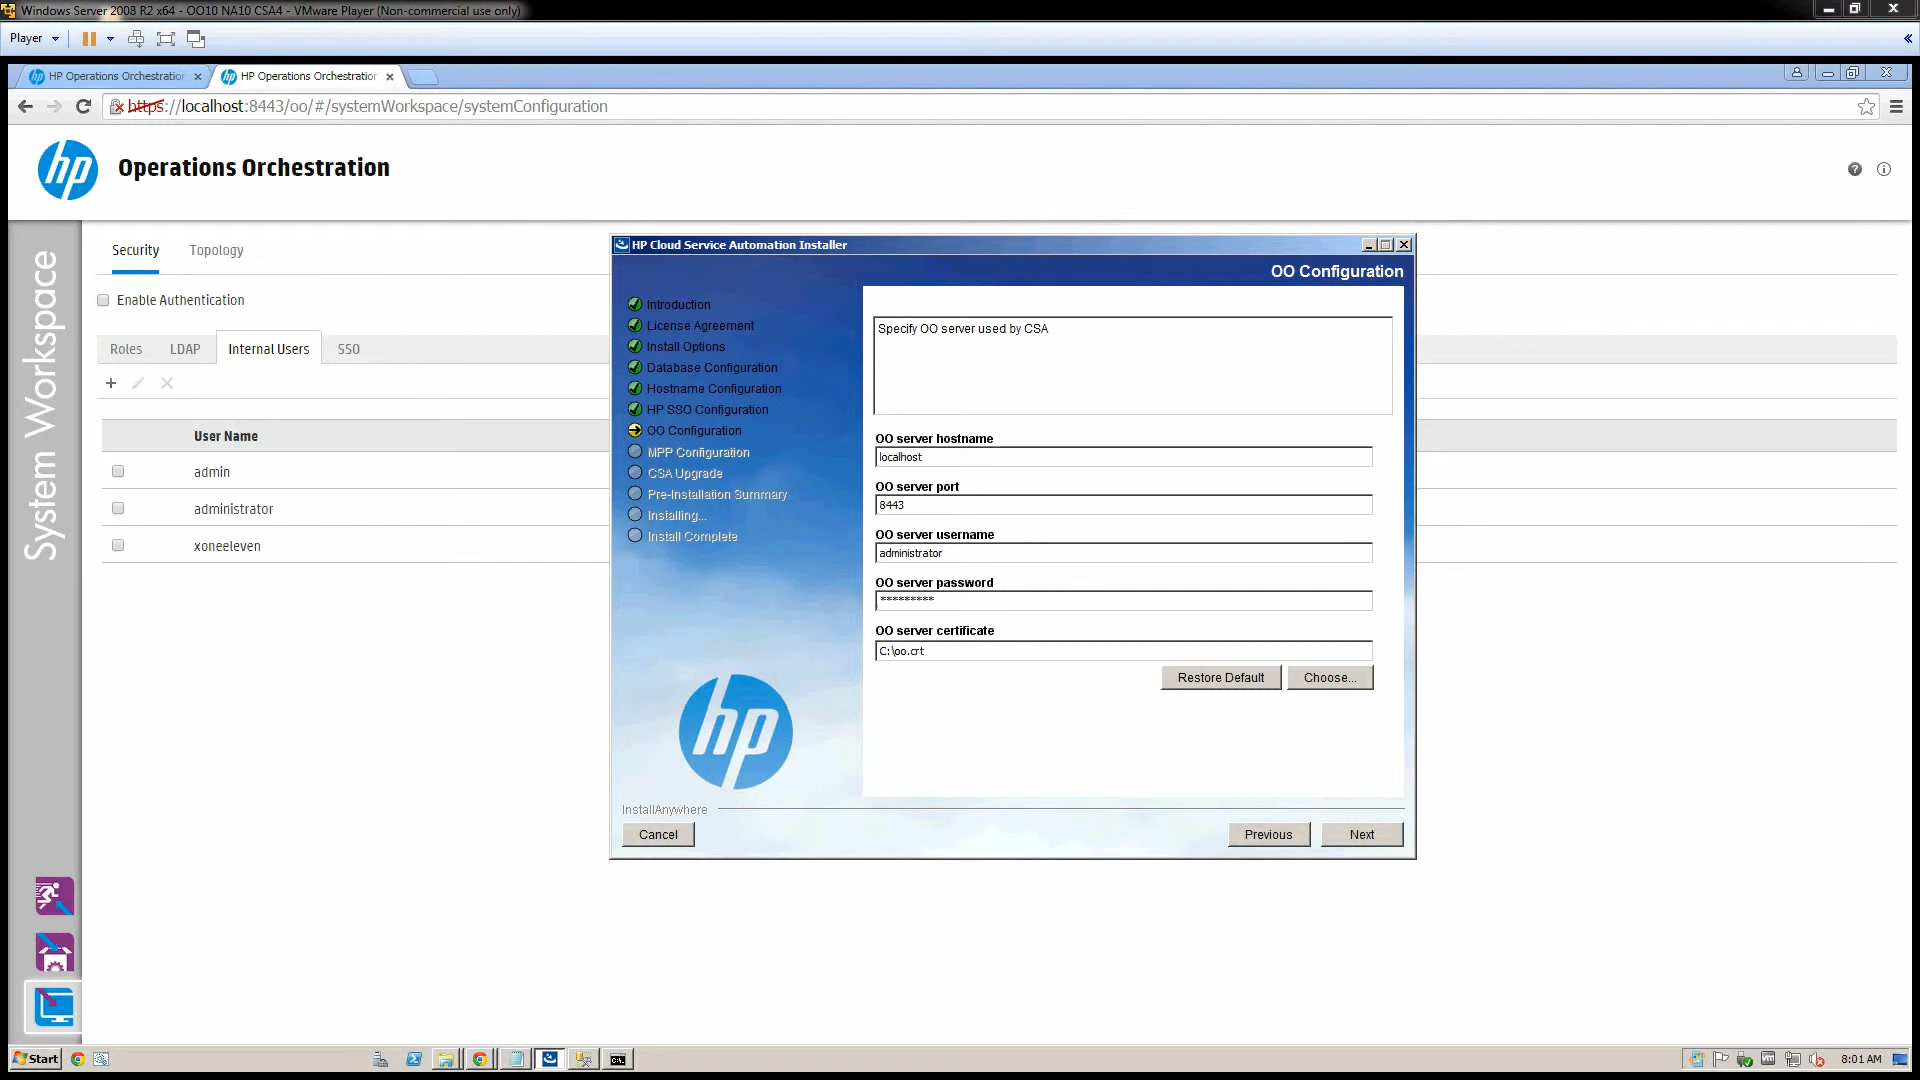 Windows Server 2008 R2 x64 - OO10 NA10 CSA4 - VMware Player (Non-commercial use only)
Player
HP Operations Orchestration
HP Operations Orchestration
https://localhost:8443/oo/#/systemWorkspace/systemConfiguration
hp
Operations Orchestration
System Workspace
Security Topology
Enable Authentication
Roles LDAP Internal Users SSO
User Name
admin
administrator
xoneeleven
HP Cloud Service Automation Installer
OO Configuration
Introduction
License Agreement
Install Options
Database Configuration
Hostname Configuration
HP SSO Configuration
OO Configuration
MPP Configuration
CSA Upgrade
Pre-Installation Summary
Installing...
Install Complete
hp
Specify OO server used by CSA
OO server hostname
localhost
OO server port
8443
OO server username
administrator
OO server password
*********
OO server certificate
C:\oo.crt
Restore Default Choose...
InstallAnywhere
Cancel Previous Next
Start
8:01 AM